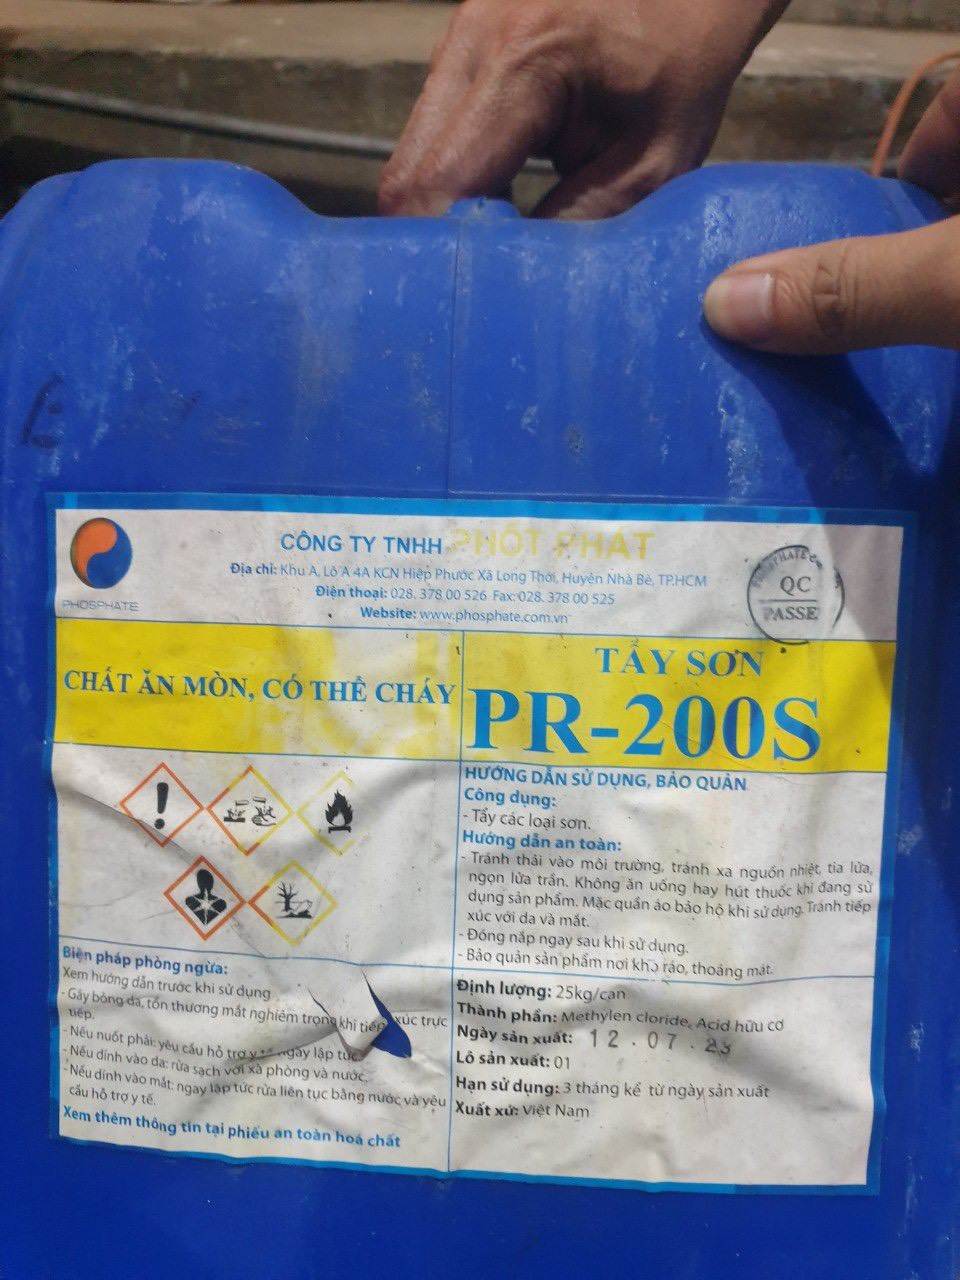 CÔNG TY TNHH PHỐT PHÁT
Địa chỉ: Khu A, Lô A 4A KCN Hiệp Phước Xã Long Thới, Huyện Nhà Bè, TP.HCM
Điện thoại: 028. 378 00 526 Fax: 028. 378 00 525
Website: www.phosphate.com.vn
PHOSPHATE
QC
PASSE
CHẤT ĂN MÒN, CÓ THỂ CHÁY
TẨY SƠN
PR-200S
HƯỚNG DẪN SỬ DỤNG, BẢO QUẢN
Công dụng:
- Tẩy các loại sơn.
Hướng dẫn an toàn:
- Tránh thải vào môi trường, tránh xa nguồn nhiệt, tia lửa,
ngọn lửa trần. Không ăn uống hay hút thuốc khi đang sử
dụng sản phẩm. Mặc quần áo bảo hộ khi sử dụng. Tránh tiếp
xúc với da và mắt.
- Đóng nắp ngay sau khi sử dụng.
- Bảo quản sản phẩm nơi khô ráo, thoáng mát.
Biện pháp phòng ngừa:
Xem hướng dẫn trước khi sử dụng
- Gây bỏng da, tổn thương mắt nghiêm trọng khi tiếp xúc trực
tiếp.
- Nếu nuốt phải: yêu cầu hỗ trợ y tế ngay lập tức.
- Nếu dính vào da: rửa sạch với xà phòng và nước.
- Nếu dính vào mắt: ngay lập tức rửa liên tục bằng nước và yêu
cầu hỗ trợ y tế.
Xem thêm thông tin tại phiếu an toàn hoá chất
Định lượng: 25kg/can
Thành phần: Methylen cloride, Acid hữu cơ
Ngày sản xuất: 12.07.23
Lô sản xuất: 01
Hạn sử dụng: 3 tháng kể từ ngày sản xuất
Xuất xứ: Việt Nam